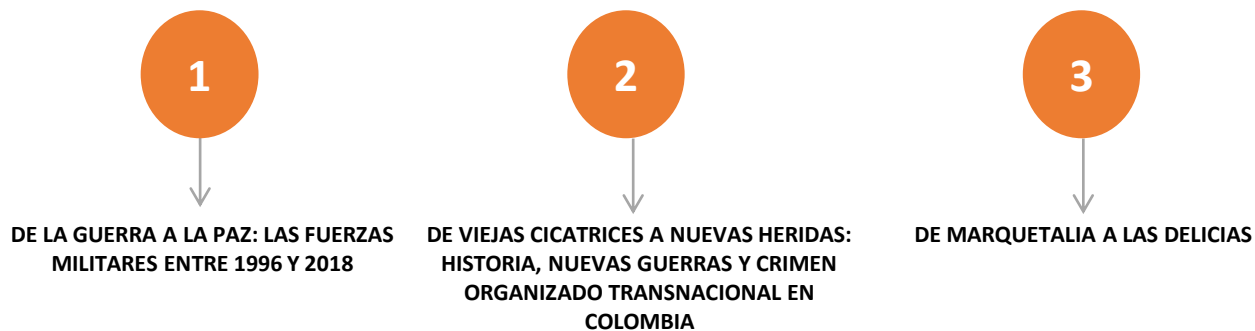 1
2
3
DE LA GUERRA A LA PAZ: LAS FUERZAS
MILITARES ENTRE 1996 Y 2018
DE VIEJAS CICATRICES A NUEVAS HERIDAS:
HISTORIA, NUEVAS GUERRAS Y CRIMEN
ORGANIZADO TRANSNACIONAL EN
COLOMBIA
DE MARQUETALIA A LAS DELICIAS